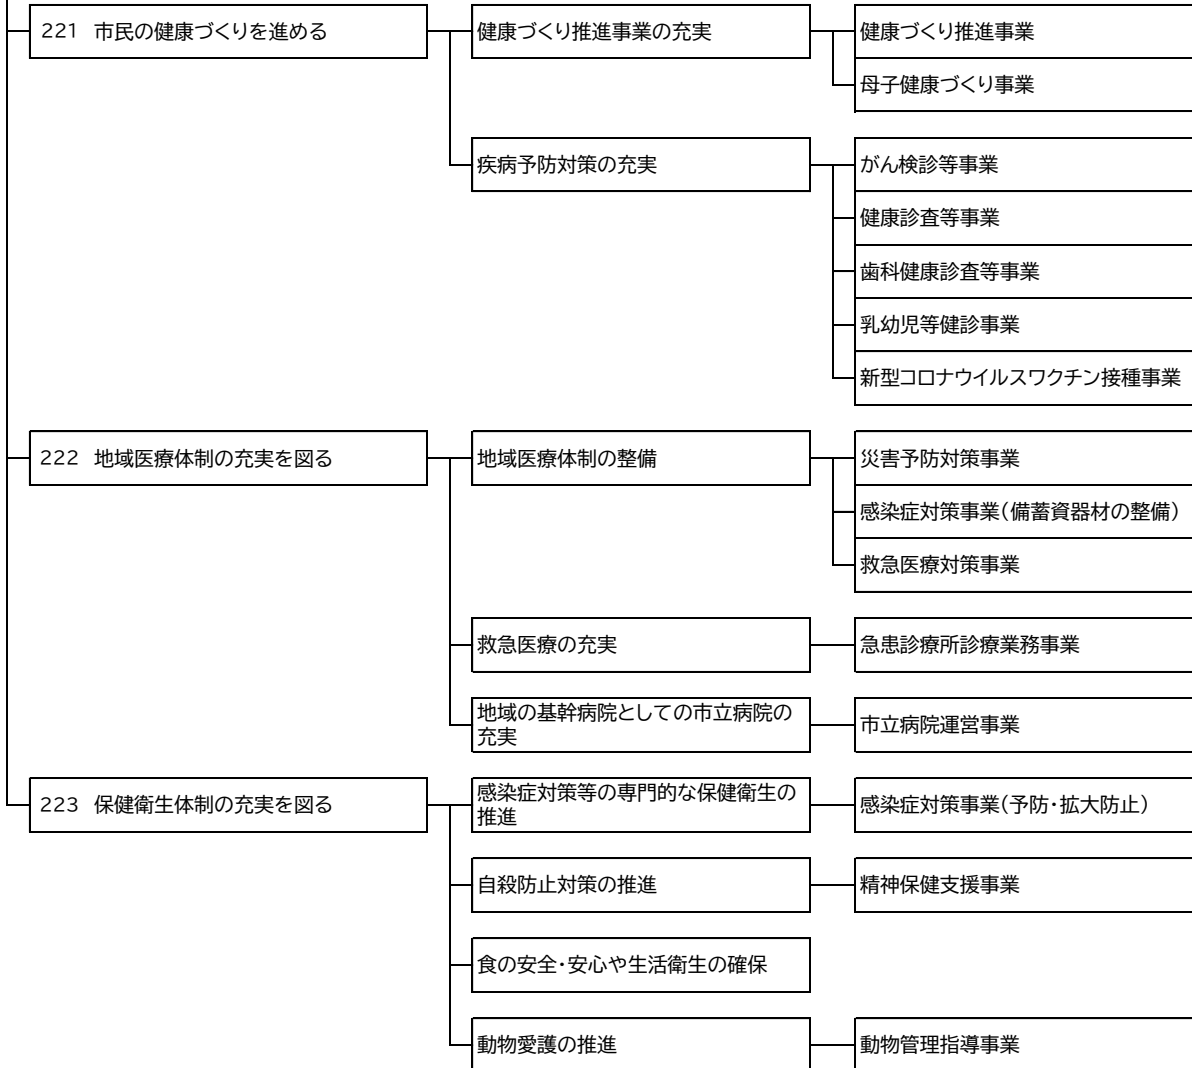 221 市民の健康づくりを進める
健康づくり推進事業の充実
健康づくり推進事業
母子健康づくり事業
疾病予防対策の充実
がん検診等事業
健康診査等事業
歯科健康診査等事業
乳幼児等健診事業
新型コロナウイルスワクチン接種事業
222 地域医療体制の充実を図る
地域医療体制の整備
災害予防対策事業
感染症対策事業(備蓄資器材の整備)
救急医療対策事業
救急医療の充実
急患診療所診療業務事業
地域の基幹病院としての市立病院の
充実
市立病院運営事業
223 保健衛生体制の充実を図る
感染症対策等の専門的な保健衛生の
推進
感染症対策事業(予防・拡大防止)
自殺防止対策の推進
精神保健支援事業
食の安全・安心や生活衛生の確保
動物愛護の推進
動物管理指導事業